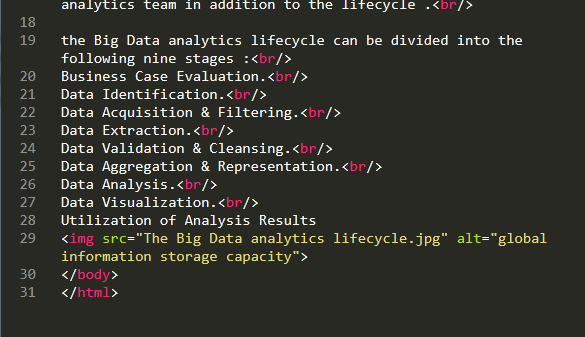 analytics team in addition to the lifecycle .<br/>
18
19 the Big Data analytics lifecycle can be divided into the
following nine stages :<br/>
20 Business Case Evaluation.<br/>
21 Data Identification.<br/>
22 Data Acquisition & Filtering.<br/>
23 Data Extraction.<br/>
24 Data Validation & Cleansing.<br/>
25 Data Aggregation & Representation.<br/>
26 Data Analysis.<br/>
27 Data Visualization.<br/>
28 Utilization of Analysis Results
29 <img src="The Big Data analytics lifecycle.jpg" alt="global
information storage capacity">
30 </body>
31 </html>